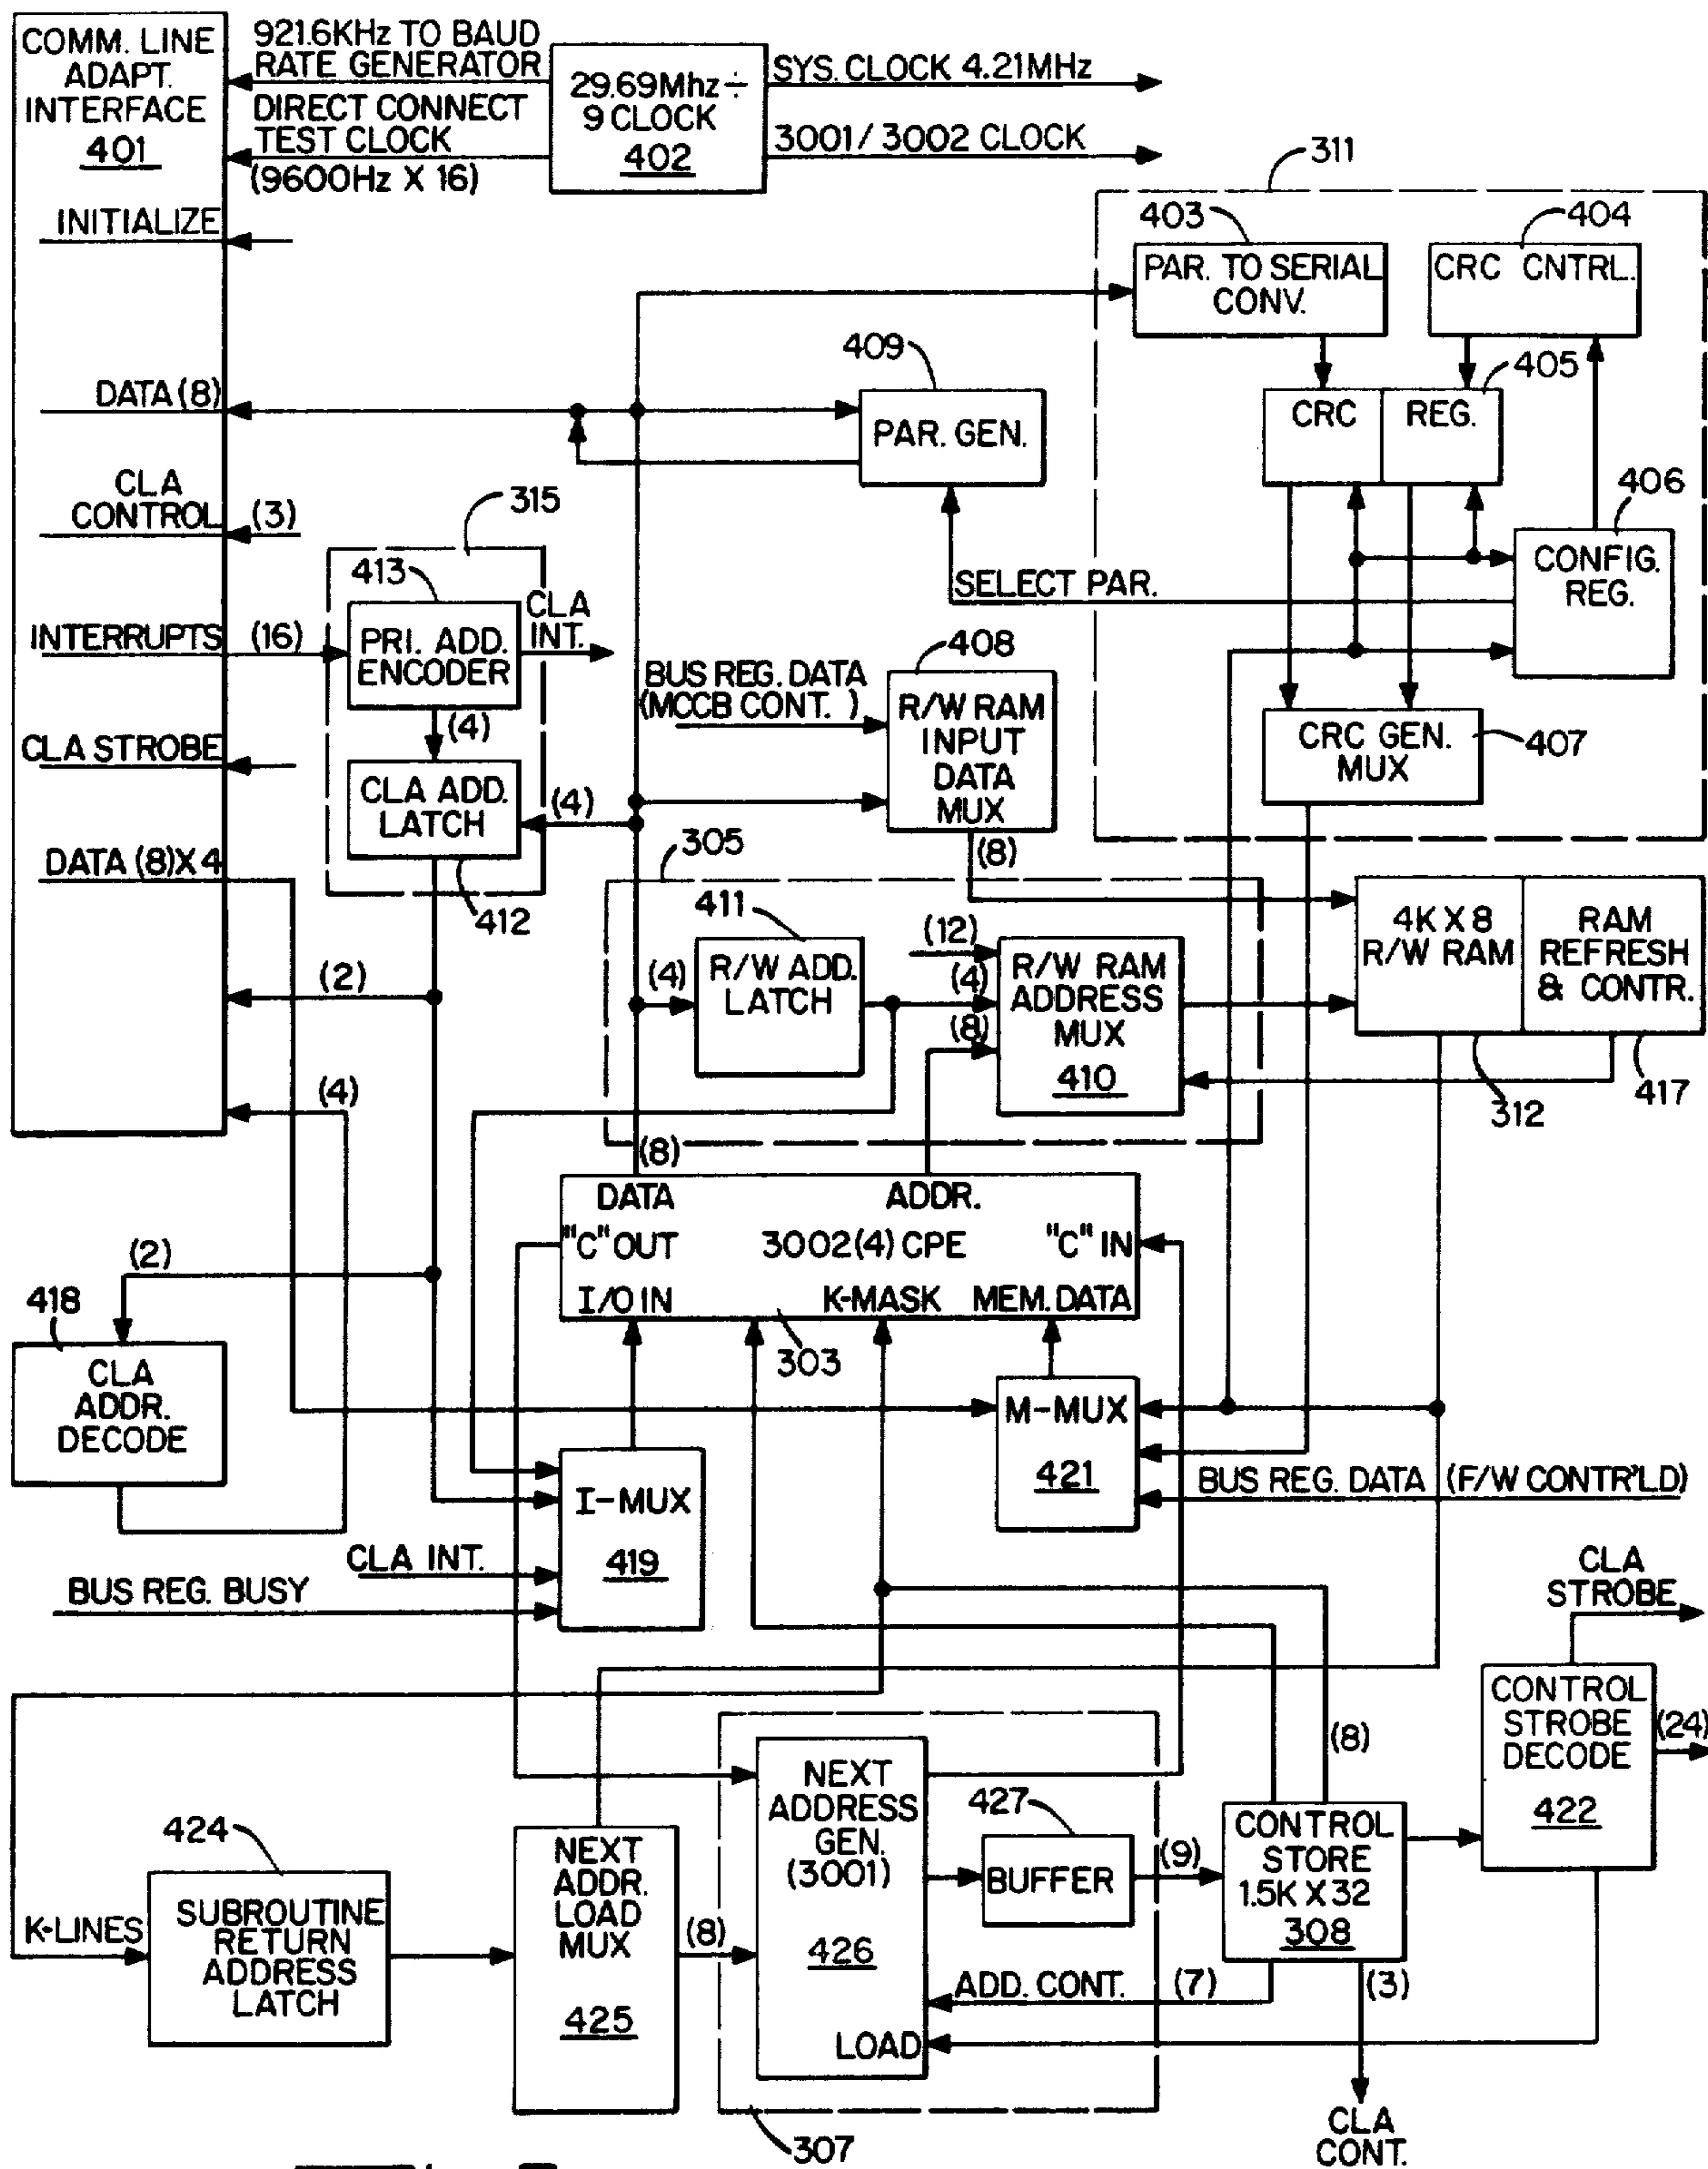 COMM. LINE
ADAPT.
INTERFACE
401
921.6KHz TO BAUD
RATE GENERATOR
DIRECT CONNECT
TEST CLOCK
(9600Hz X 16)
29.69Mhz ÷
9 CLOCK
402
SYS. CLOCK 4.21MHz
3001/3002 CLOCK
311
INITIALIZE
403
PAR. TO SERIAL
CONV.
404
CRC CNTRL.
DATA (8)
409
PAR. GEN.
405
CRC REG.
406
CONFIG.
REG.
CLA
CONTROL (3)
315
413
CLA
INT.
SELECT PAR.
INTERRUPTS (16)
PRI. ADD.
ENCODER
(4)
BUS REG. DATA
(MCCB CONT. )
408
R/W RAM
INPUT
DATA
MUX
(8)
CRC GEN.
MUX
407
CLA STROBE
CLA ADD.
LATCH
(4)
412
DATA (8)X4
305
411
R/W ADD.
LATCH
(4)
(12)
(4)
(8)
R/W RAM
ADDRESS
MUX
410
4K X 8
R/W RAM
RAM
REFRESH
& CONTR.
312
417
(2)
(4)
(8)
DATA ADDR.
"C" OUT 3002(4) CPE "C" IN
I/O IN K-MASK MEM. DATA
303
(2)
418
CLA
ADDR.
DECODE
M-MUX
421
BUS REG. DATA (F/W CONTR'LD)
I-MUX
419
CLA INT.
BUS REG. BUSY
CLA
STROBE
CONTROL
STROBE
DECODE
422
(24)
(8)
NEXT
ADDRESS
GEN.
(3001)
426
LOAD
427
BUFFER
(9)
CONTROL
STORE
1.5K X 32
308
424
K-LINES
SUBROUTINE
RETURN
ADDRESS
LATCH
NEXT
ADDR.
LOAD
MUX
425
(8)
ADD. CONT. (7)
(3)
CLA
CONT.
307